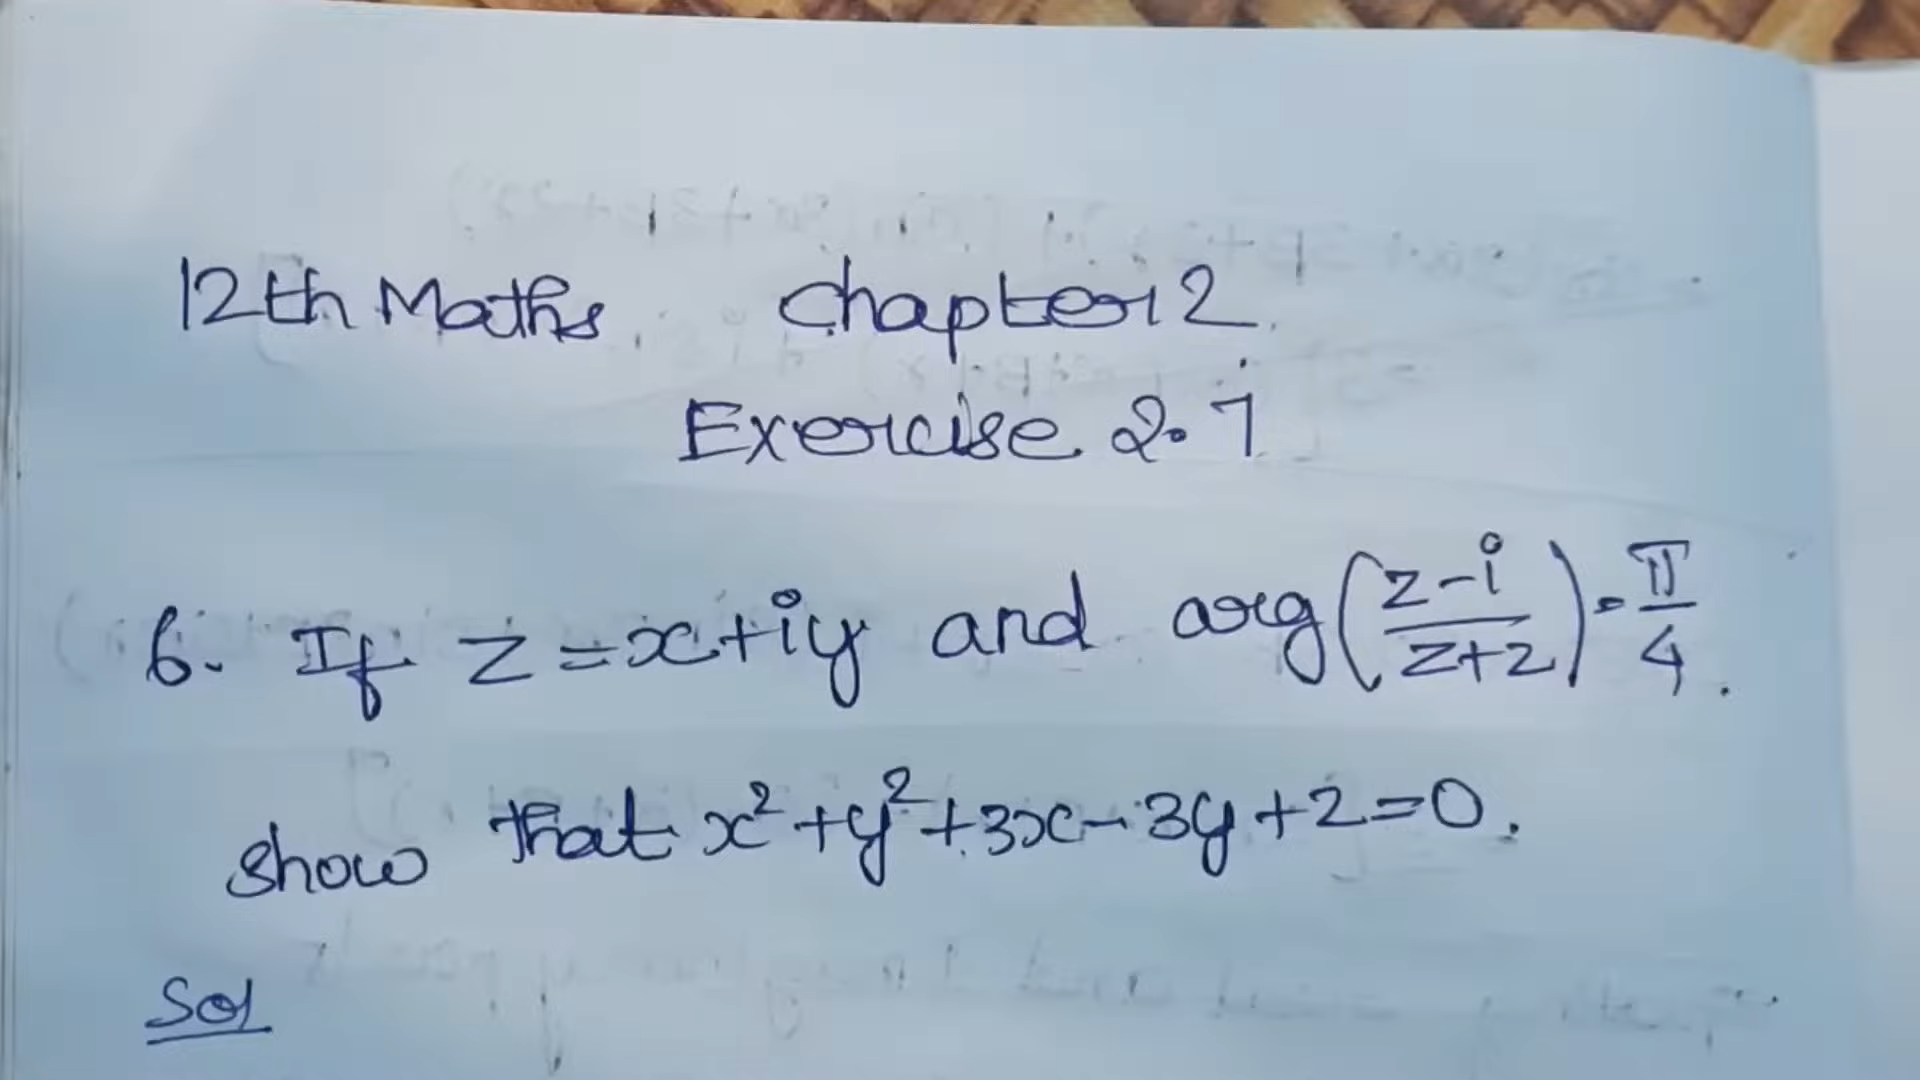 12th Maths Chapter 2
Exercise 2.7
6. If z=x+iy and arg(z-i/z+2)=π/4.
show that x²+y²+3x-3y+2=0.
Sol